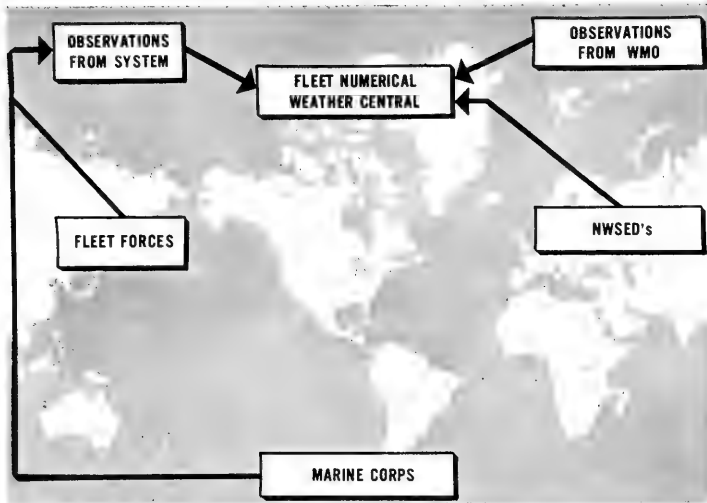 OBSERVATIONS
FROM SYSTEM
OBSERVATIONS
FROM WMO
FLEET NUMERICAL
WEATHER CENTRAL
FLEET FORCES
NWSED's
MARINE CORPS